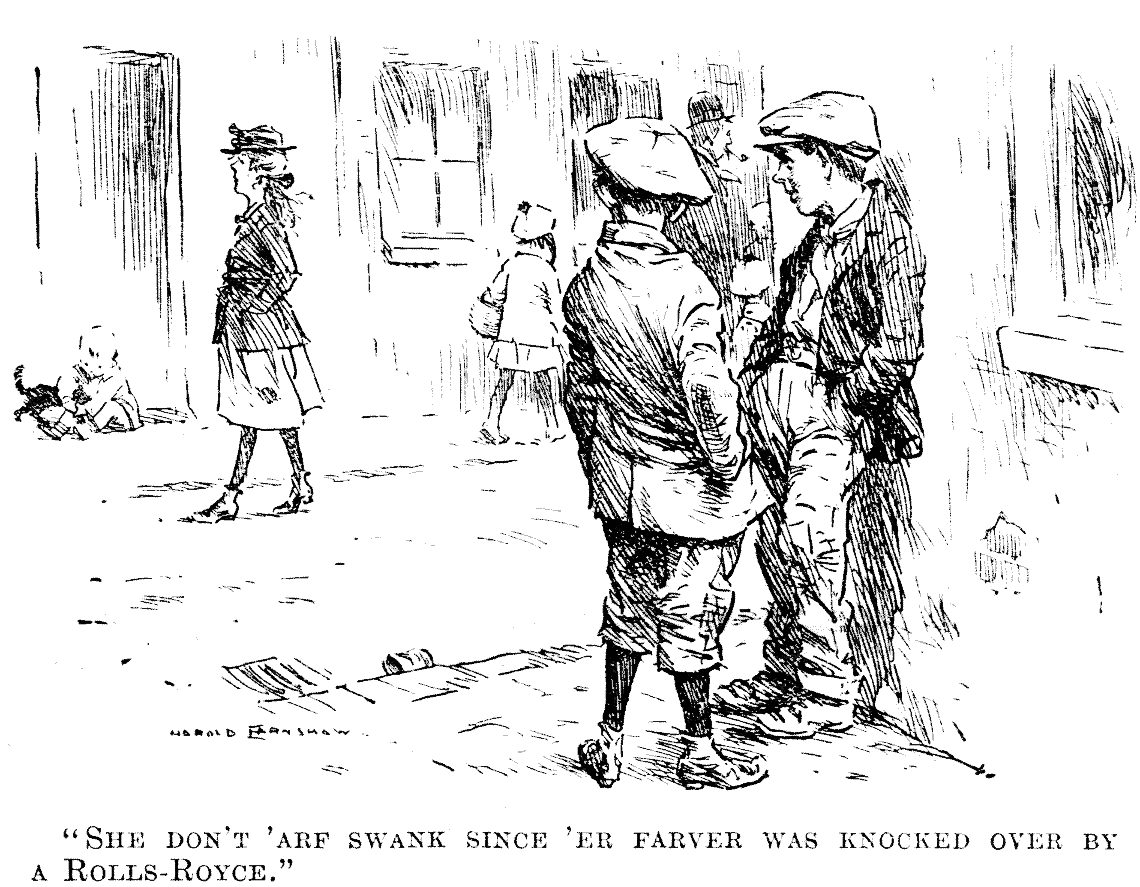 HAROLD EARNSHAW
“SHE DON’T ’ARF SWANK SINCE ’ER FARVER WAS KNOCKED OVER BY
A ROLLS-ROYCE.”